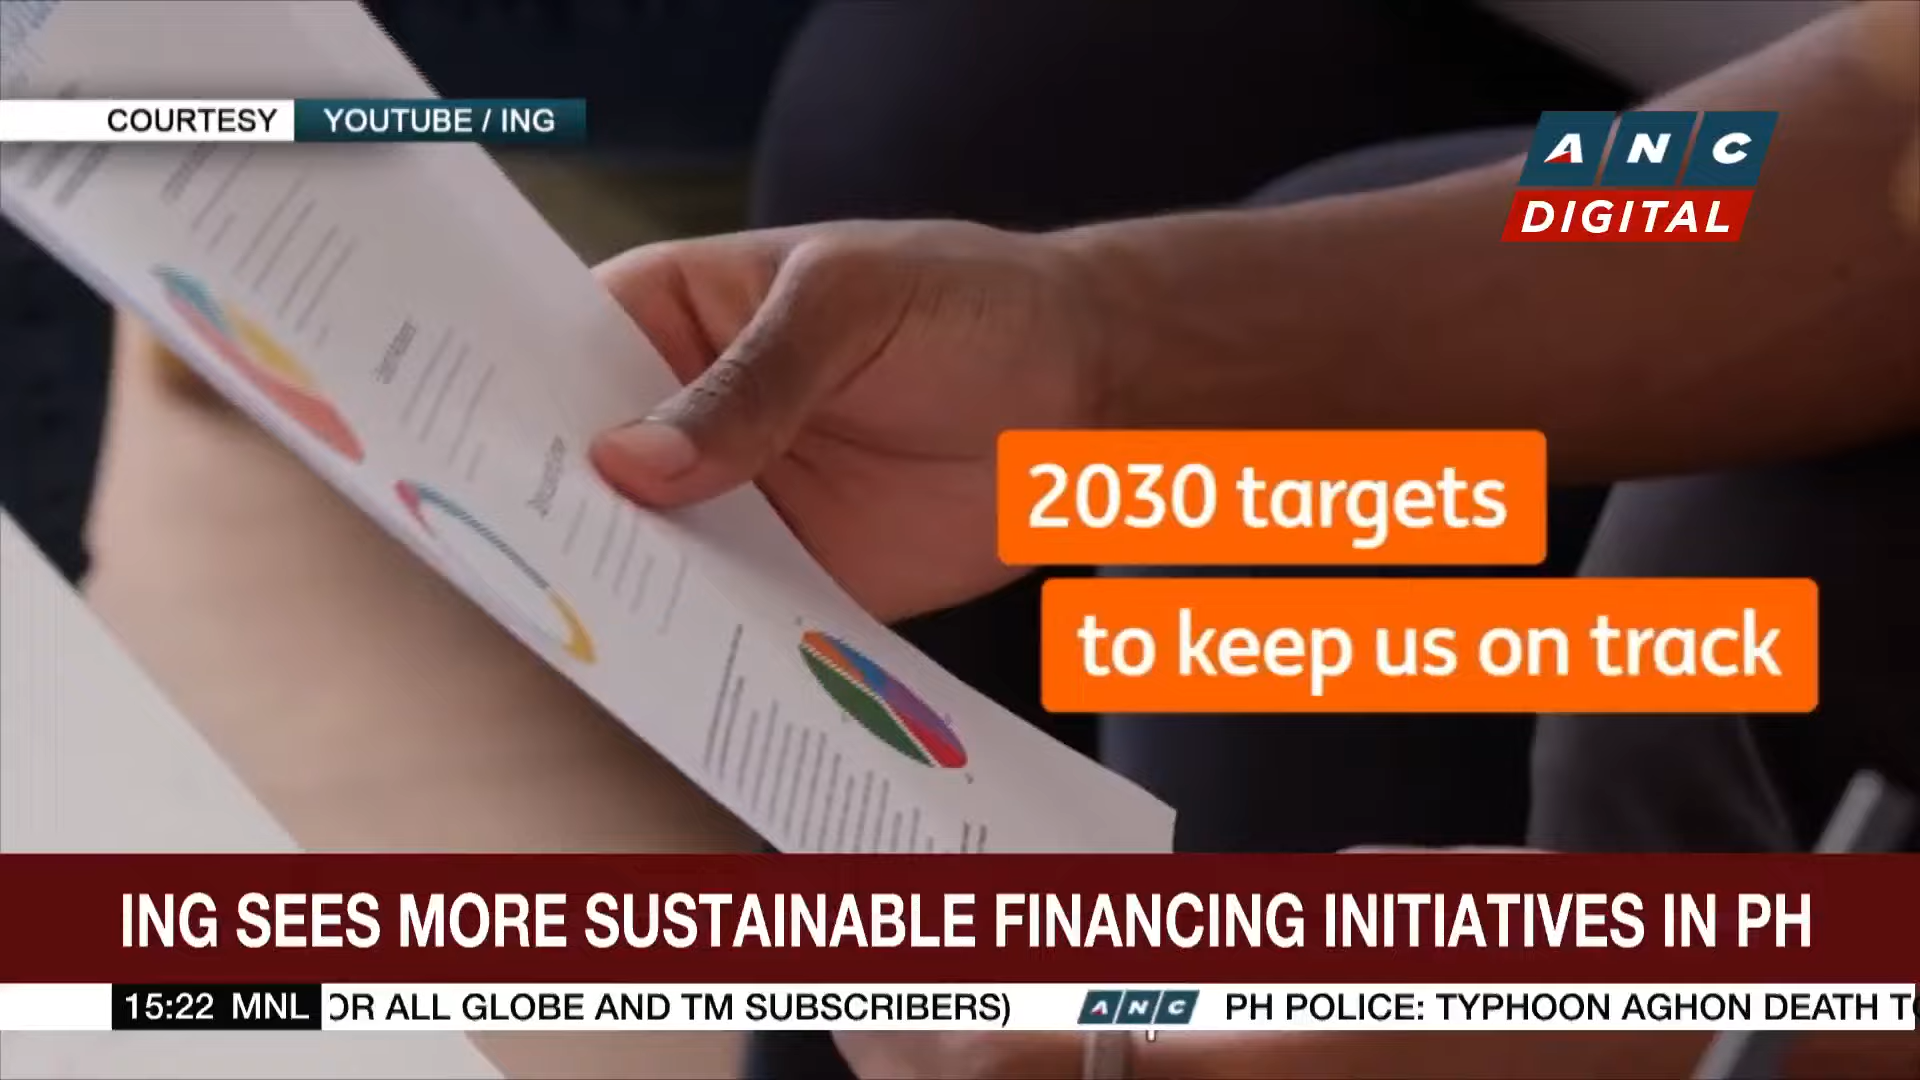 COURTESY YOUTUBE / ING
ANC
DIGITAL
2030 targets
to keep us on track
ING SEES MORE SUSTAINABLE FINANCING INITIATIVES IN PH
15:22 MNL OR ALL GLOBE AND TM SUBSCRIBERS) ANC PH POLICE: TYPHOON AGHON DEATH